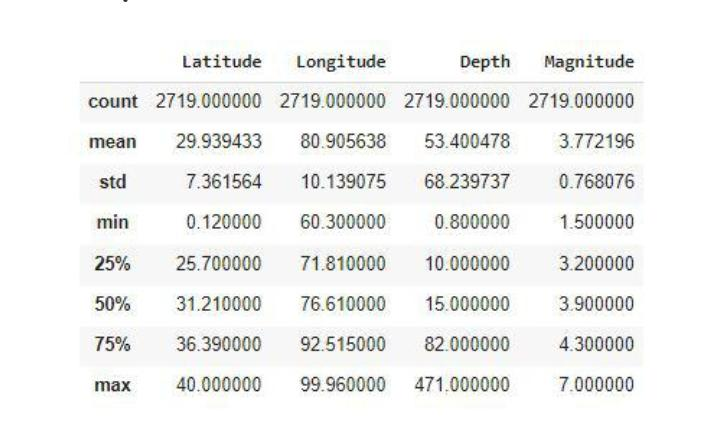 Latitude Longitude Depth Magnitude
count 2719.000000 2719.000000 2719.000000 2719.000000
mean 29.939433 80.905638 53.400478 3.772196
std 7.361564 10.139075 68.239737 0.768076
min 0.120000 60.300000 0.800000 1.500000
25% 25.700000 71.810000 10.000000 3.200000
50% 31.210000 76.610000 15.000000 3.900000
75% 36.390000 92.515000 82.000000 4.300000
max 40.000000 99.960000 471.000000 7.000000